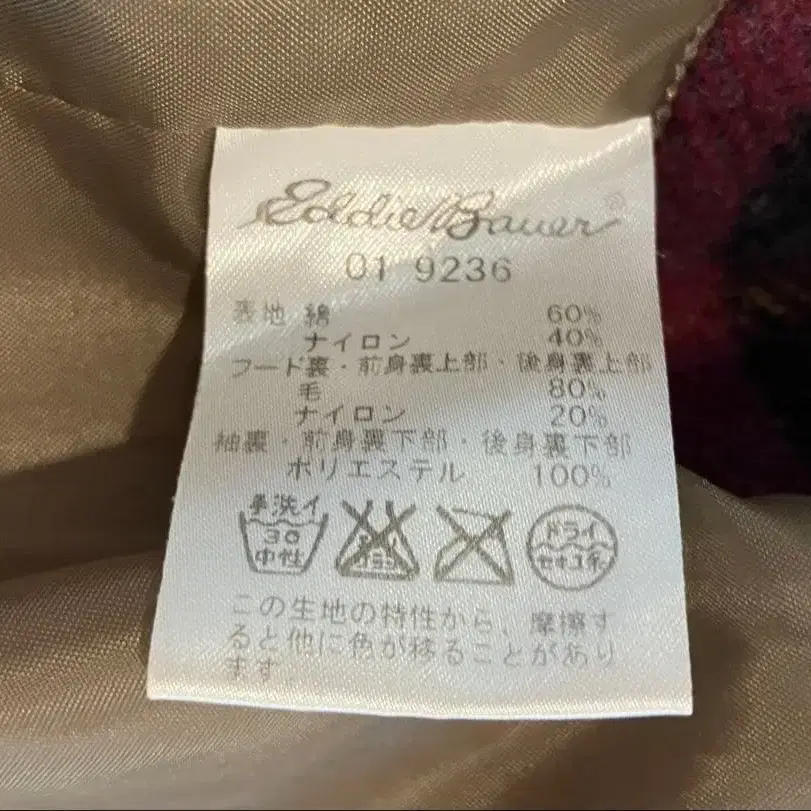 Eddie Bauer®
01 9236
表地 綿 60%
ナイロン 40%
フード裏・前身裏上部・後身裏上部
毛 80%
ナイロン 20%
袖裏・前身裏下部・後身裏下部
ポリエステル 100%
手洗イ
30
中性
エンソ
ドライ
セキユ系
この生地の特性から、摩擦す
ると他に色が移ることがあり
ます